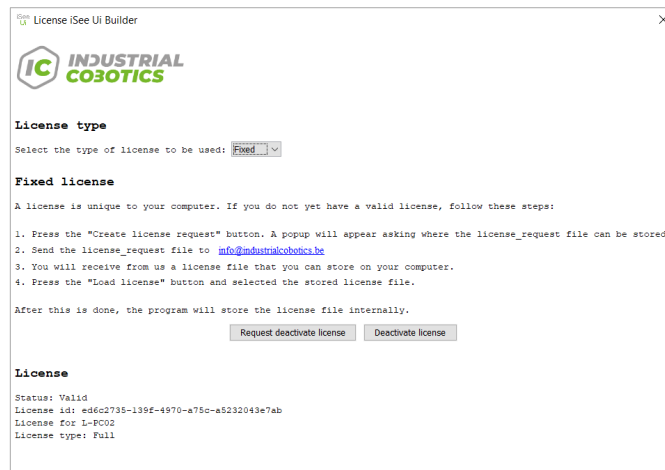 iSee
Ui
License iSee Ui Builder
IC
INDUSTRIAL
COBOTICS
License type
Select the type of license to be used: Fixed
Fixed license
A license is unique to your computer. If you do not yet have a valid license, follow these steps:
1. Press the "Create license request" button. A popup will appear asking where the license_request file can be stored
2. Send the license_request file to info@industrialcobotics.be
3. You will receive from us a license file that you can store on your computer.
4. Press the "Load license" button and selected the stored license file.
After this is done, the program will store the license file internally.
Request deactivate license Deactivate license
License
Status: Valid
License id: ed6c2735-139f-4970-a75c-a5232043e7ab
License for L-PC02
License type: Full